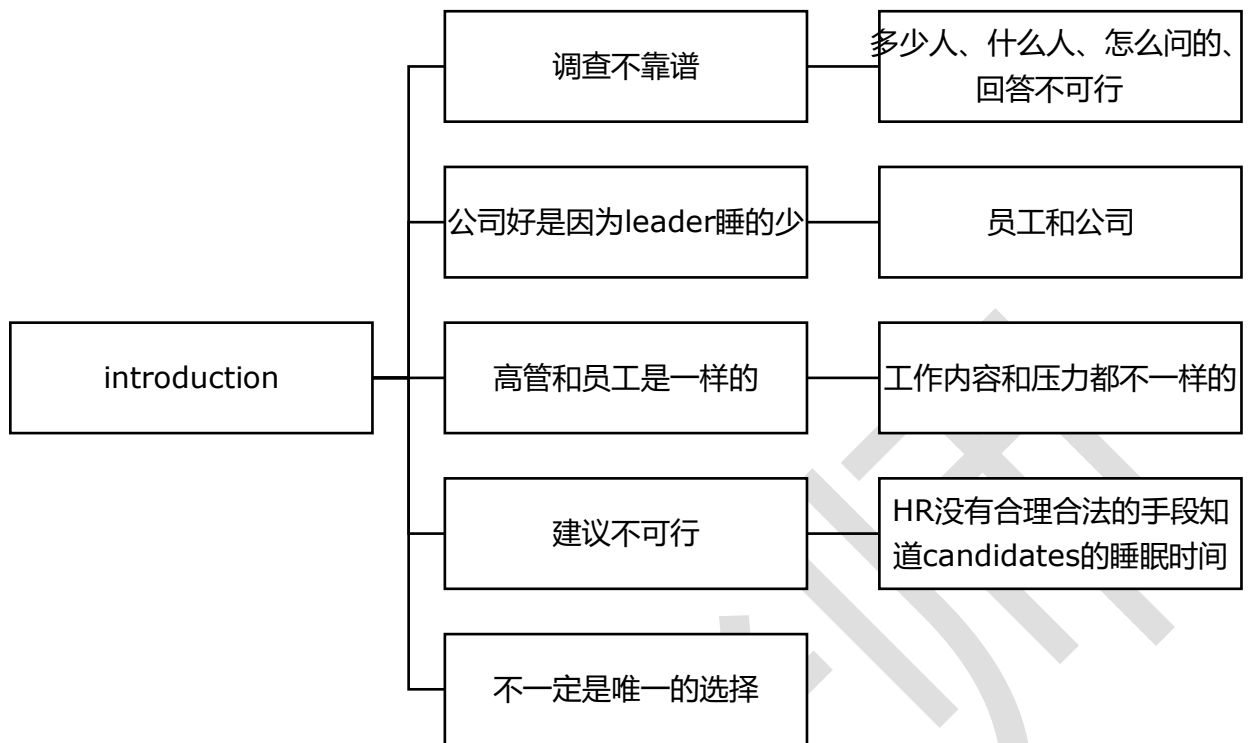 introduction
调查不靠谱
多少人、什么人、怎么问的、
回答不可行
公司好是因为leader睡的少
员工和公司
高管和员工是一样的
工作内容和压力都不一样的
建议不可行
HR没有合理合法的手段知
道candidates的睡眠时间
不一定是唯一的选择